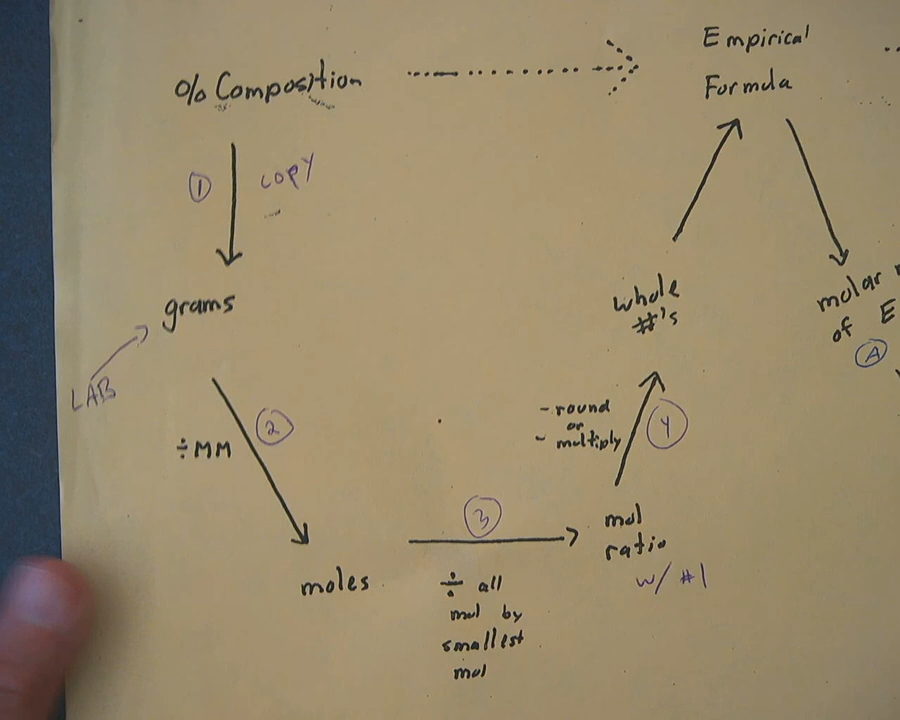 % Composition
Empirical
Formula
1
copy
grams
LAB
÷MM
2
moles
3
÷ all
mol by
smallest
mol
mol
ratio
w/ #1
- round
or
- multiply
4
whole
#'s
molar
of E
A